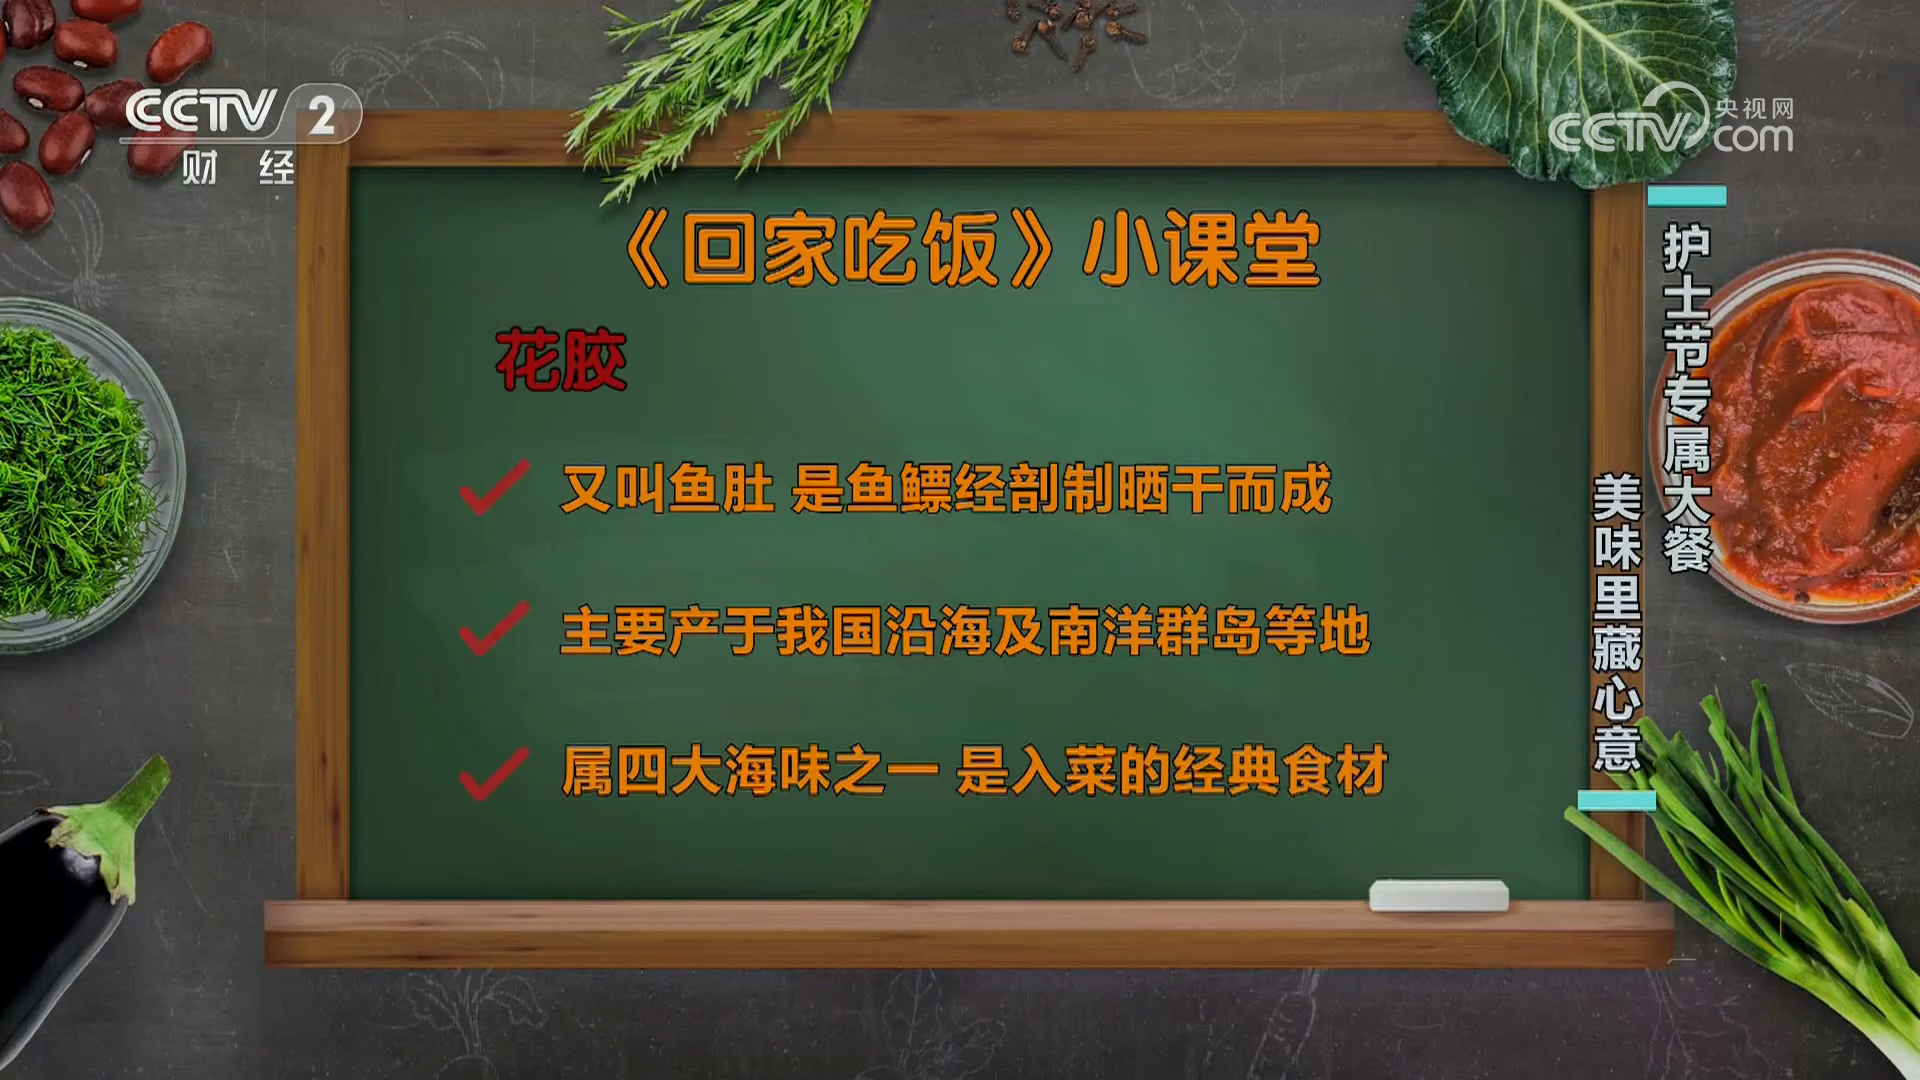 CCTV 2
财 经
央视网
CCTV.com
《回家吃饭》小课堂
花胶
又叫鱼肚 是鱼鳔经剖制晒干而成
主要产于我国沿海及南洋群岛等地
属四大海味之一 是入菜的经典食材
护士节专属大餐
美味里藏心意